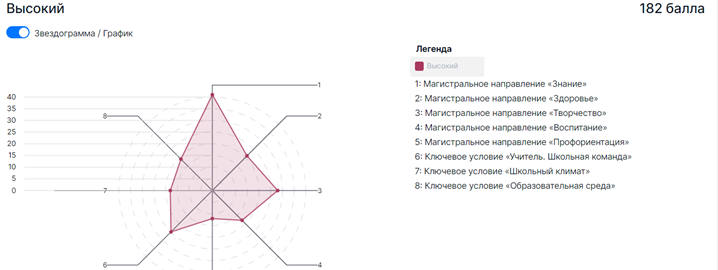 Высокий
182 балла
Звездограмма / График
Легенда
Высокий
1: Магистральное направление «Знание»
2: Магистральное направление «Здоровье»
3: Магистральное направление «Творчество»
4: Магистральное направление «Воспитание»
5: Магистральное направление «Профориентация»
6: Ключевое условие «Учитель. Школьная команда»
7: Ключевое условие «Школьный климат»
8: Ключевое условие «Образовательная среда»
1
40
35
30
25
20
15
10
5
0
8
2
7
3
6
4